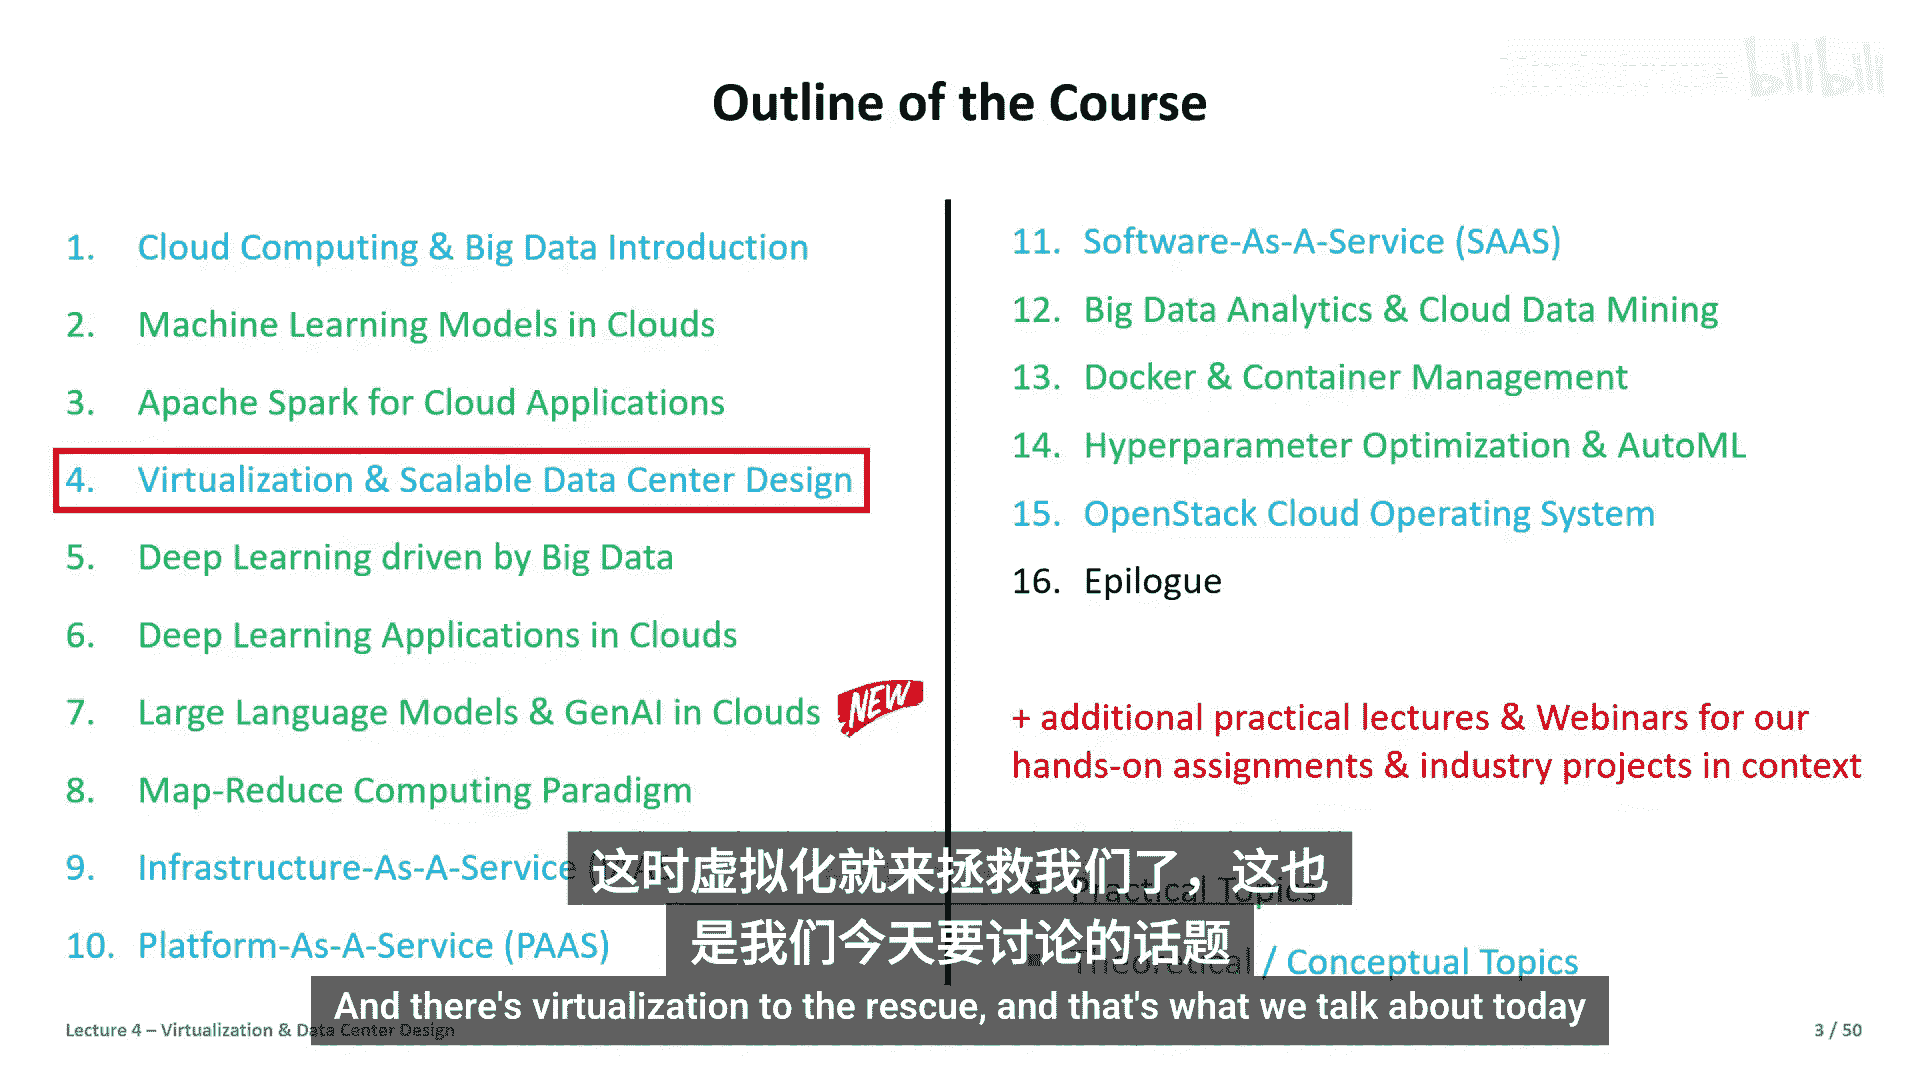 bilibili
Outline of the Course
1. Cloud Computing & Big Data Introduction
2. Machine Learning Models in Clouds
3. Apache Spark for Cloud Applications
4. Virtualization & Scalable Data Center Design
5. Deep Learning driven by Big Data
6. Deep Learning Applications in Clouds
7. Large Language Models & GenAI in Clouds
NEW
8. Map-Reduce Computing Paradigm
9. Infrastructure-As-A-Service
10. Platform-As-A-Service (PAAS)
11. Software-As-A-Service (SAAS)
12. Big Data Analytics & Cloud Data Mining
13. Docker & Container Management
14. Hyperparameter Optimization & AutoML
15. OpenStack Cloud Operating System
16. Epilogue
+ additional practical lectures & Webinars for our
hands-on assignments & industry projects in context
Practical Topics
Theoretical / Conceptual Topics
这时虚拟化就来拯救我们了，这也
是我们今天要讨论的话题
And there's virtualization to the rescue, and that's what we talk about today
Lecture 4 – Virtualization & Data Center Design
3 / 50